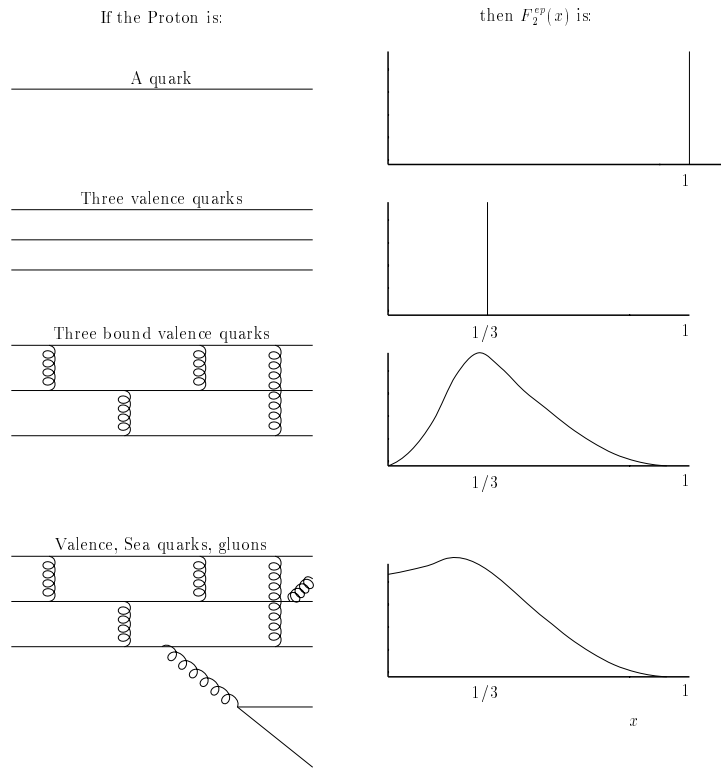 If the Proton is:
then F_2^{ep}(x) is:
A quark
1
Three valence quarks
1/3
1
Three bound valence quarks
1/3
1
Valence, Sea quarks, gluons
1/3
1
x